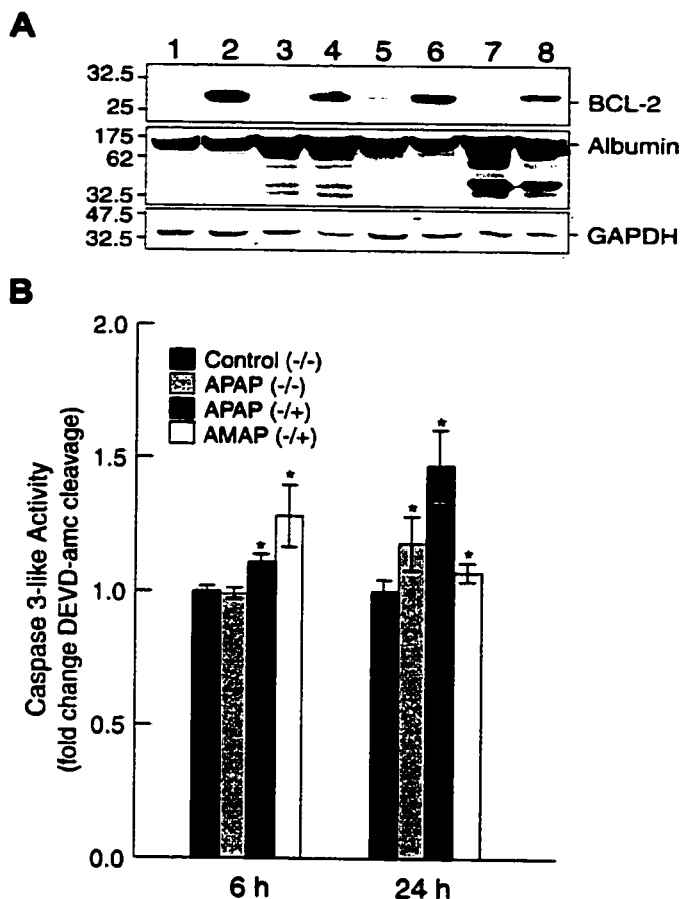 A
1 2 3 4 5 6 7 8
32.5
25
BCL-2
175
62
32.5
Albumin
47.5
32.5
GAPDH
B
2.0
1.5
1.0
0.5
0.0
Caspase 3-like Activity
(fold change DEVD-amc cleavage)
Control (-/-)
APAP (-/-)
APAP (-/+)
AMAP (-/+)
* * * * *
6 h 24 h